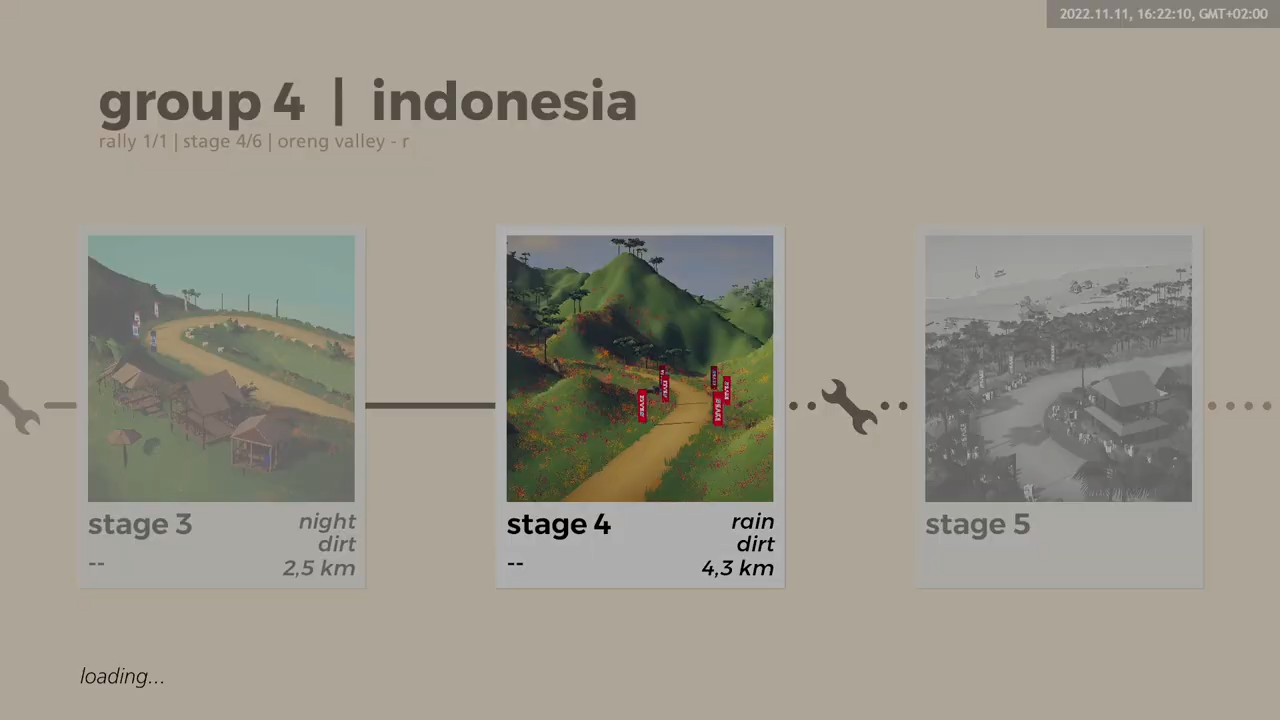 2022.11.11, 16:22:10, GMT+02:00
group 4 | indonesia
rally 1/1 | stage 4/6 | oreng valley - r
stage 3
night
dirt
--
2,5 km
stage 4
rain
dirt
--
4,3 km
stage 5
loading...